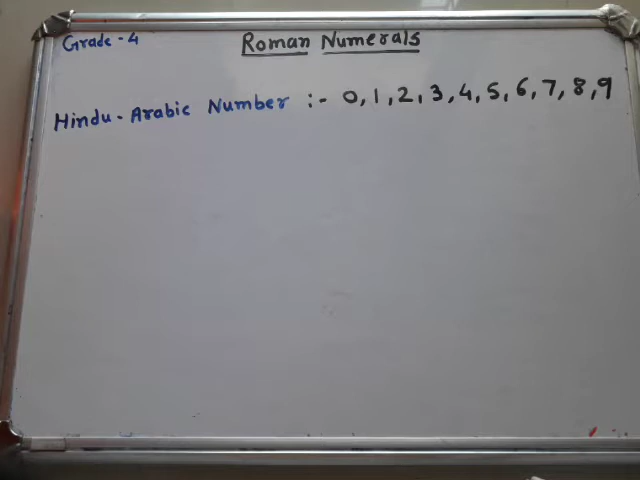 Grade - 4
Roman Numerals
Hindu - Arabic Number :- 0, 1, 2, 3, 4, 5, 6, 7, 8, 9